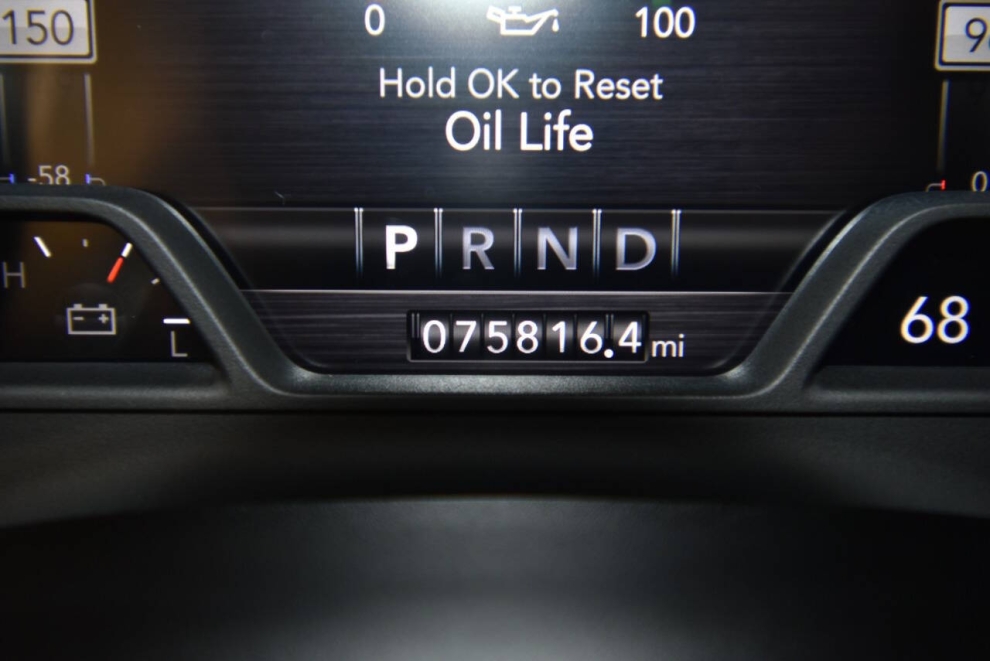 150
0 100
Hold OK to Reset
Oil Life
-58
P R N D
H
L
075816.4 mi
68